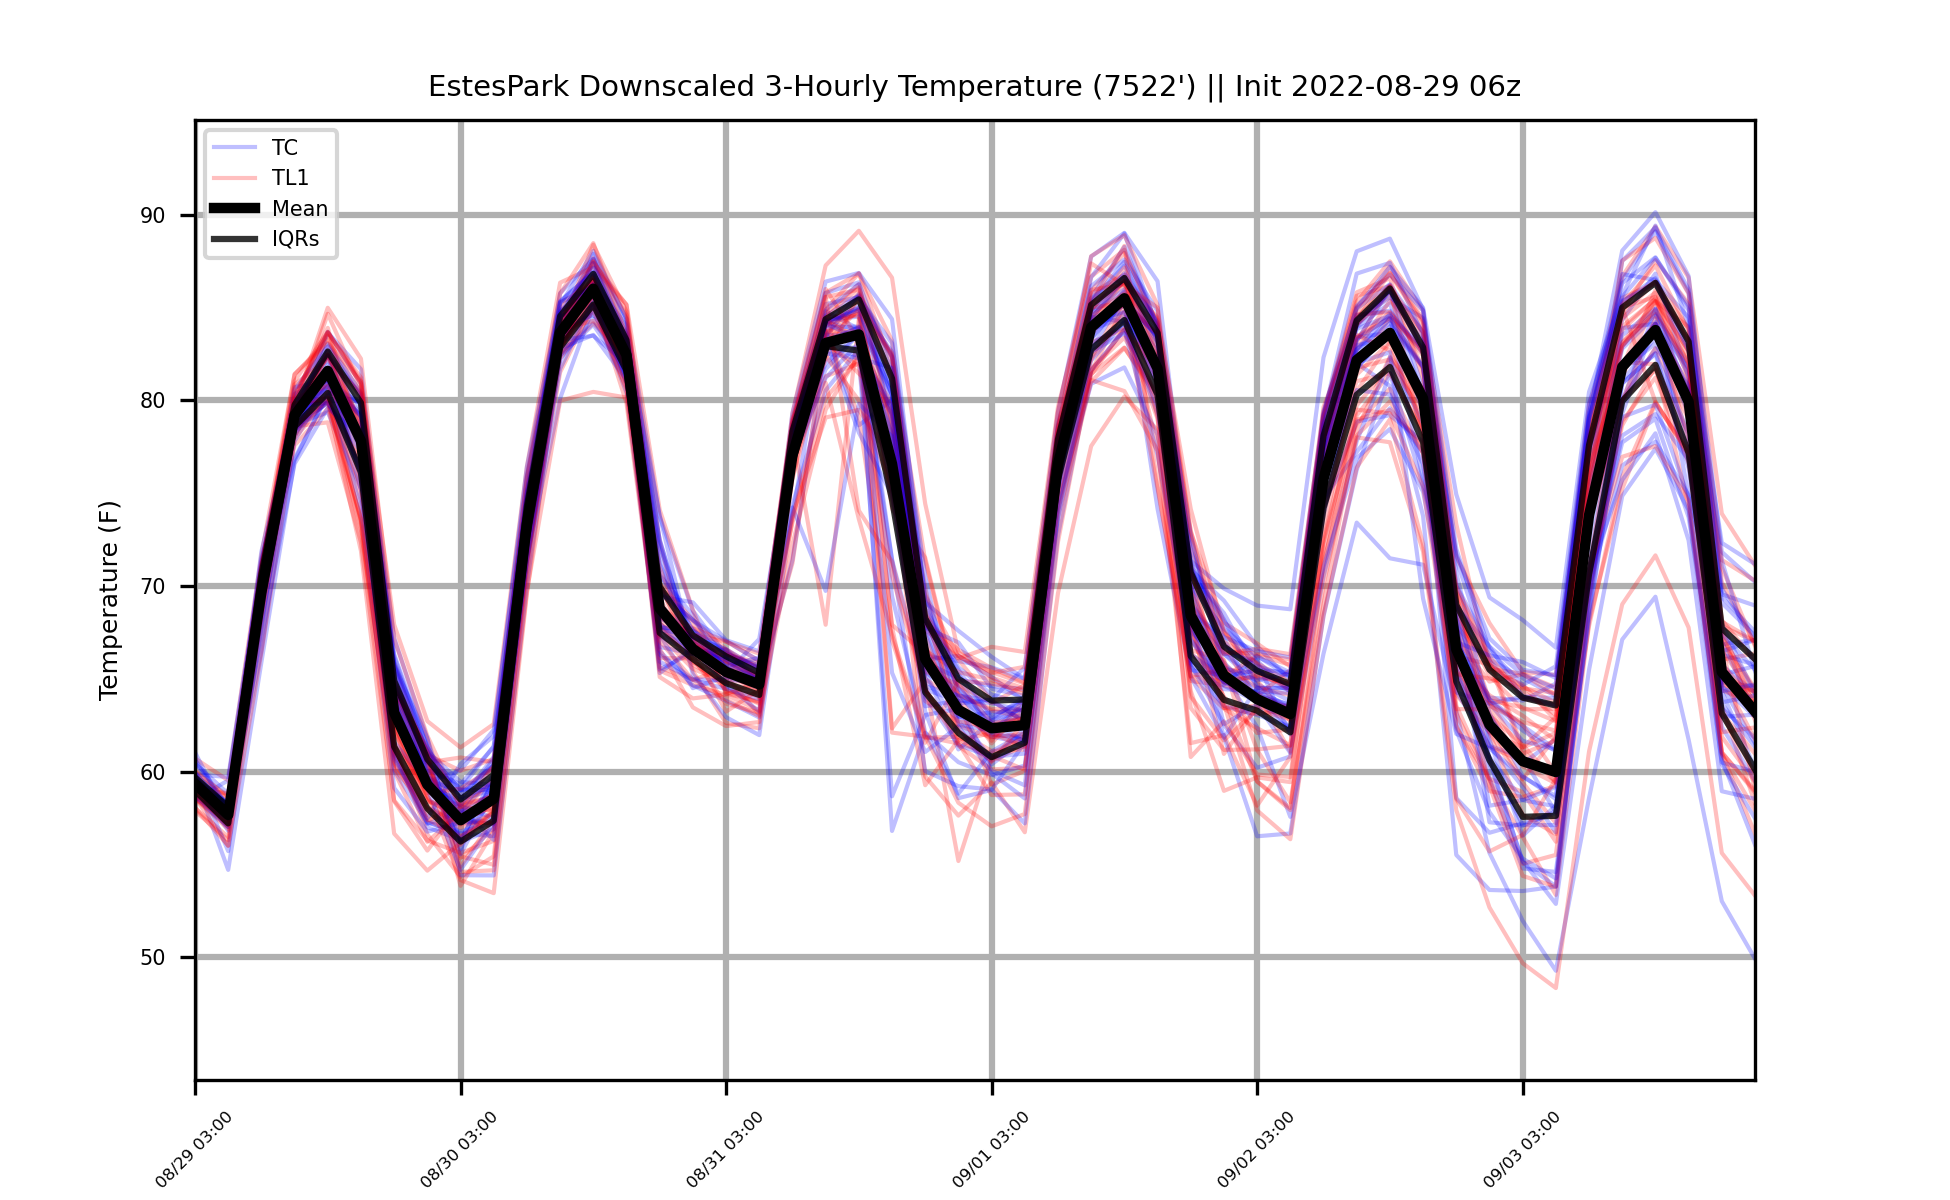 EstesPark Downscaled 3-Hourly Temperature (7522') || Init 2022-08-29 06z
TC
TL1
Mean
IQRs
Temperature (F)
90
80
70
60
50
08/29 03:00
08/30 03:00
08/31 03:00
09/01 03:00
09/02 03:00
09/03 03:00